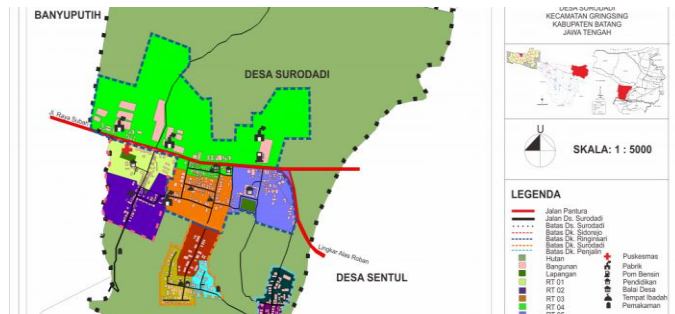 BANYUPUTIH
DESA SURODADI
Jl. Raya Suban
Lingkar Alas Roban
DESA SENTUL
DESA SURODADI
KECAMATAN GRINGSING
KABUPATEN BATANG
JAWA TENGAH
U
SKALA: 1 : 5000
LEGENDA
Jalan Pantura
Jalan Ds. Surodadi
Batas Ds. Surodadi
Batas Dk. Sidorejo
Batas Dk. Ringinsari
Batas Dk. Surodadi
Batas Dk. Penjalin
Hutan
Bangunan
Lapangan
RT 01
RT 02
RT 03
RT 04
Puskesmas
Pabrik
Pom Bensin
Pendidikan
Balai Desa
Tempat Ibadah
Pemakaman